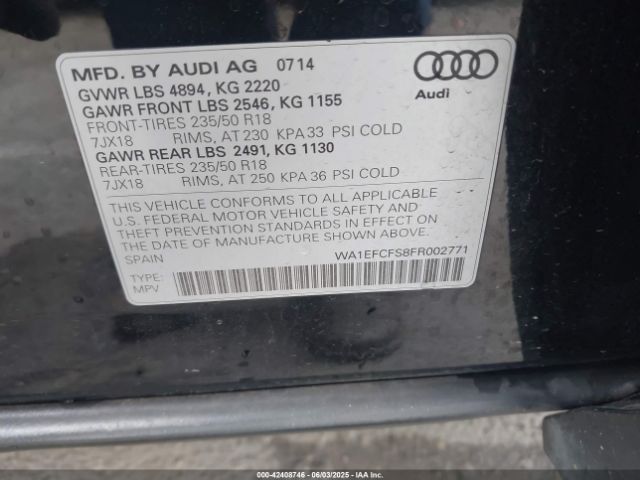 MFD. BY AUDI AG 0714
GVWR LBS 4894, KG 2220
GAWR FRONT LBS 2546, KG 1155
FRONT-TIRES 235/50 R18
7JX18 RIMS, AT 230 KPA 33 PSI COLD
GAWR REAR LBS 2491, KG 1130
REAR-TIRES 235/50 R18
7JX18 RIMS, AT 250 KPA 36 PSI COLD
Audi
THIS VEHICLE CONFORMS TO ALL APPLICABLE
U.S. FEDERAL MOTOR VEHICLE SAFETY AND
THEFT PREVENTION STANDARDS IN EFFECT ON
THE DATE OF MANUFACTURE SHOWN ABOVE.
SPAIN WA1EFCFS8FR002771
TYPE:
MPV
000-42408746 06/03/2025 - IAAI.COM